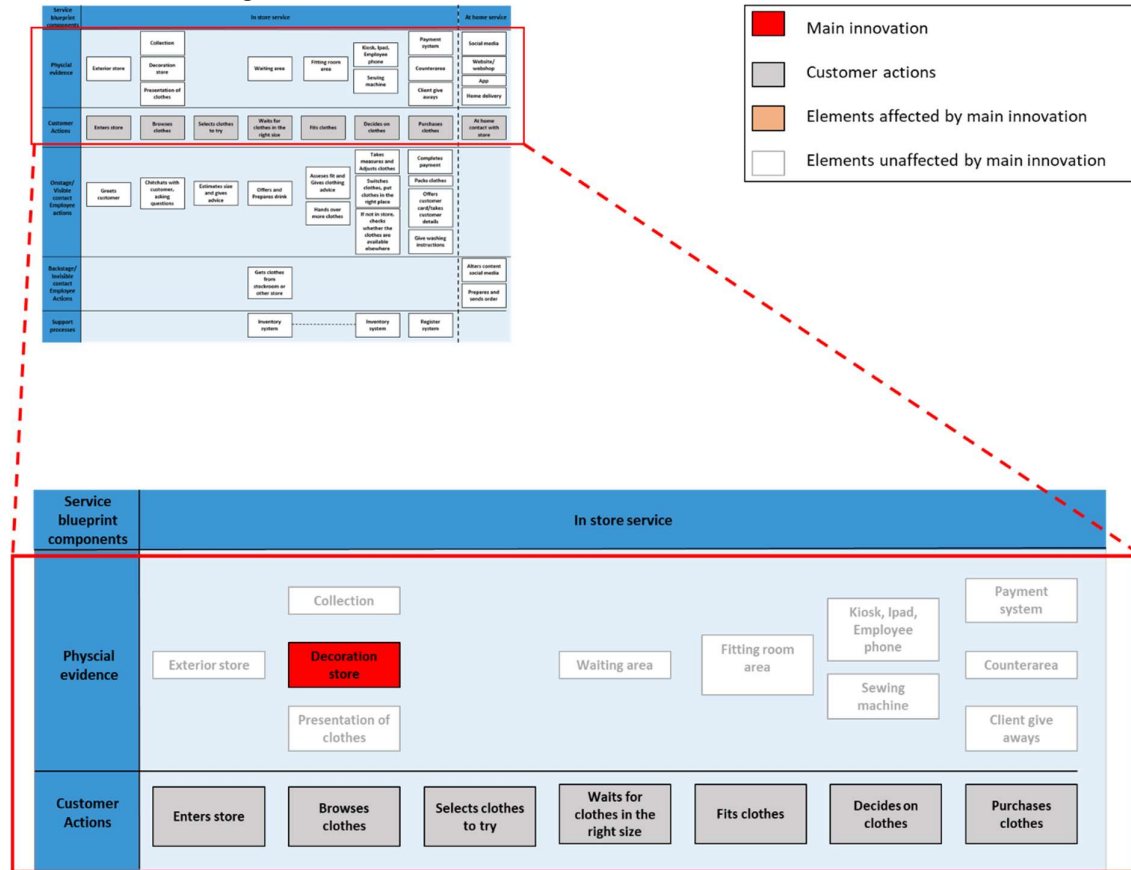 Service
blueprint
components
In store service
At home service
Physcial
evidence
Exterior store
Collection
Decoration
store
Presentation of
clothes
Waiting area
Fitting room
area
Kiosk, Ipad,
Employee
phone
Sewing
machine
Payment
system
Counterarea
Client give
aways
Social media
Website/
webshop
App
Home delivery
Customer
Actions
Enters store
Browses
clothes
Selects clothes
to try
Waits for
clothes in the
right size
Fits clothes
Decides on
clothes
Purchases
clothes
At home
contact with
store
Onstage/
Visible
contact
Employee
actions
Greets
customer
Chitchats with
customer,
asking
questions
Estimates size
and gives
advice
Offers and
Prepares drink
Asseses fit and
Gives clothing
advice
Hands over
more clothes
Takes
measures and
Adjusts clothes
Switches
clothes, put
clothes in the
right place
If not in store,
checks
whether the
clothes are
available
elsewhere
Completes
payment
Packs clothes
Offers
customer
card/takes
customer
details
Give washing
instructions
Backstage/
Invisible
contact
Employee
Actions
Gets clothes
from
stockroom or
other store
Alters content
social media
Prepares and
sends order
Support
processes
Inventory
system
Inventory
system
Register
system
Main innovation
Customer actions
Elements affected by main innovation
Elements unaffected by main innovation
Service
blueprint
components
In store service
Physcial
evidence
Exterior store
Collection
Decoration
store
Presentation of
clothes
Waiting area
Fitting room
area
Kiosk, Ipad,
Employee
phone
Sewing
machine
Payment
system
Counterarea
Client give
aways
Customer
Actions
Enters store
Browses
clothes
Selects clothes
to try
Waits for
clothes in the
right size
Fits clothes
Decides on
clothes
Purchases
clothes